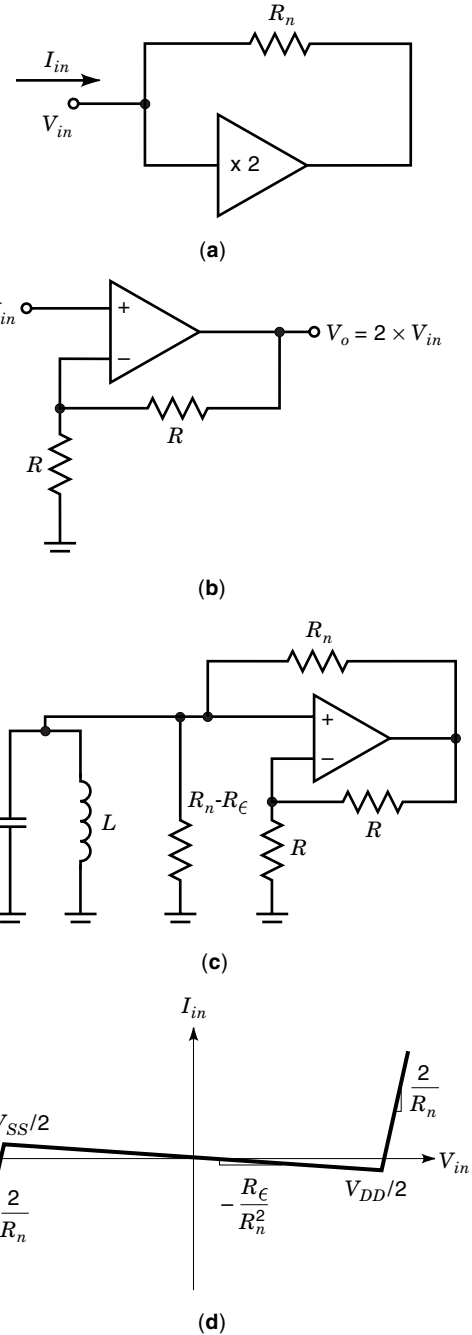 R_n
I_in
V_in
x 2
(a)
+
V_o = 2 × V_in
−
R
R
(b)
R_n
+
−
R_n-R_ϵ
L
R
R
(c)
I_in
2
R_n
V_SS/2
V_in
V_DD/2
2
R_n
− R_ϵ
R_n^2
(d)